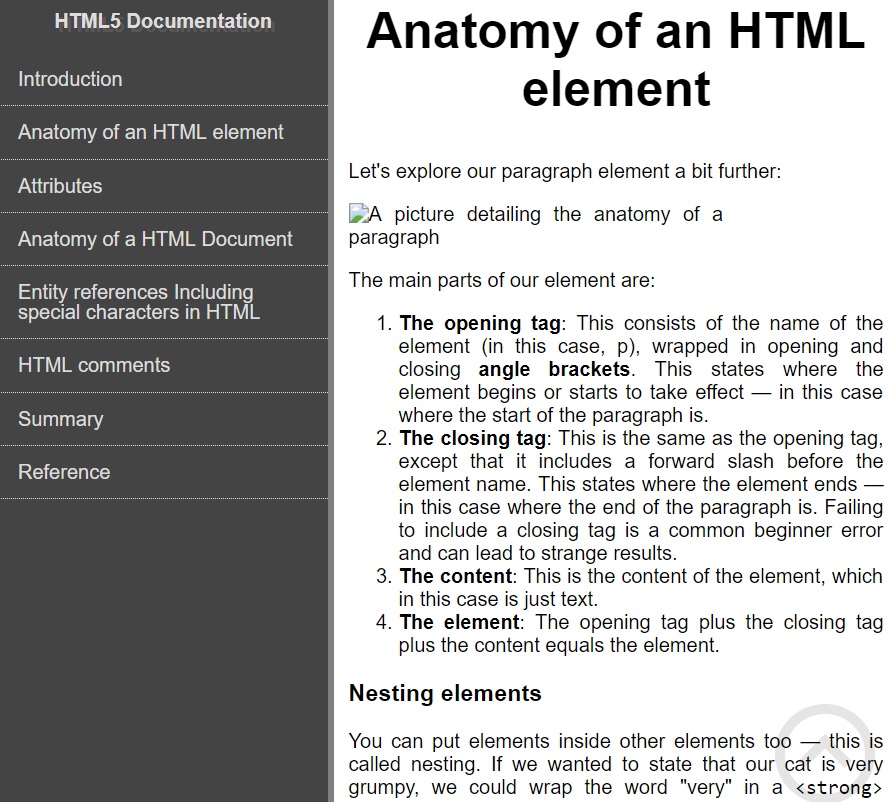 HTML5 Documentation
Introduction
Anatomy of an HTML element
Attributes
Anatomy of a HTML Document
Entity references Including
special characters in HTML
HTML comments
Summary
Reference
Anatomy of an HTML
element
Let's explore our paragraph element a bit further:
A picture detailing the anatomy of a
paragraph
The main parts of our element are:
1. The opening tag: This consists of the name of the
element (in this case, p), wrapped in opening and
closing angle brackets. This states where the
element begins or starts to take effect — in this case
where the start of the paragraph is.
2. The closing tag: This is the same as the opening tag,
except that it includes a forward slash before the
element name. This states where the element ends —
in this case where the end of the paragraph is. Failing
to include a closing tag is a common beginner error
and can lead to strange results.
3. The content: This is the content of the element, which
in this case is just text.
4. The element: The opening tag plus the closing tag
plus the content equals the element.
Nesting elements
You can put elements inside other elements too — this is
called nesting. If we wanted to state that our cat is very
grumpy, we could wrap the word "very" in a <strong>